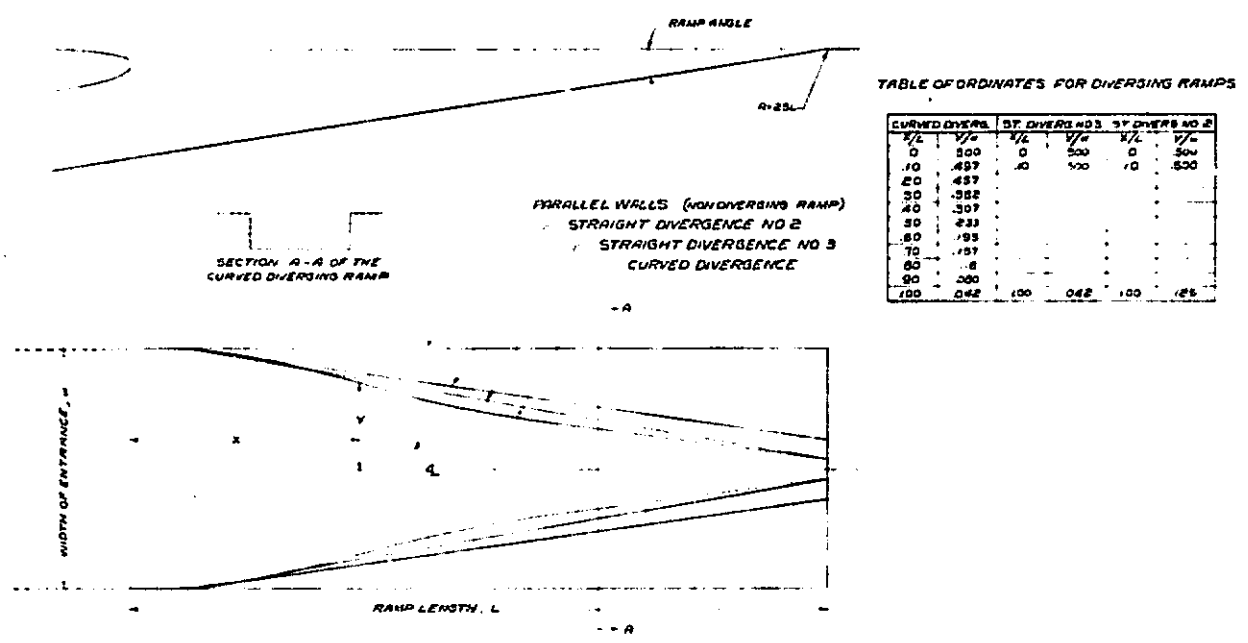 RAMP ANGLE
R=.25L
TABLE OF ORDINATES FOR DIVERGING RAMPS
CURVED DIVERG. ST. DIVERG NO 3 ST DIVERG NO 2
X/L Y/W X/L Y/W X/L Y/W
0 .500 0 .500 0 .500
.10 .497 .10 .500 .10 .500
.20 .457
.30 .382
.40 .307
.50 .233
.60 .195
.70 .157
.80
.90 .080
1.00 .042 1.00 .042 1.00 .125
PARALLEL WALLS (NON DIVERGING RAMP)
STRAIGHT DIVERGENCE NO 2
STRAIGHT DIVERGENCE NO 3
CURVED DIVERGENCE
SECTION A-A OF THE
CURVED DIVERGING RAMP
A
WIDTH OF ENTRANCE, W
X
Y
℄
RAMP LENGTH, L
A